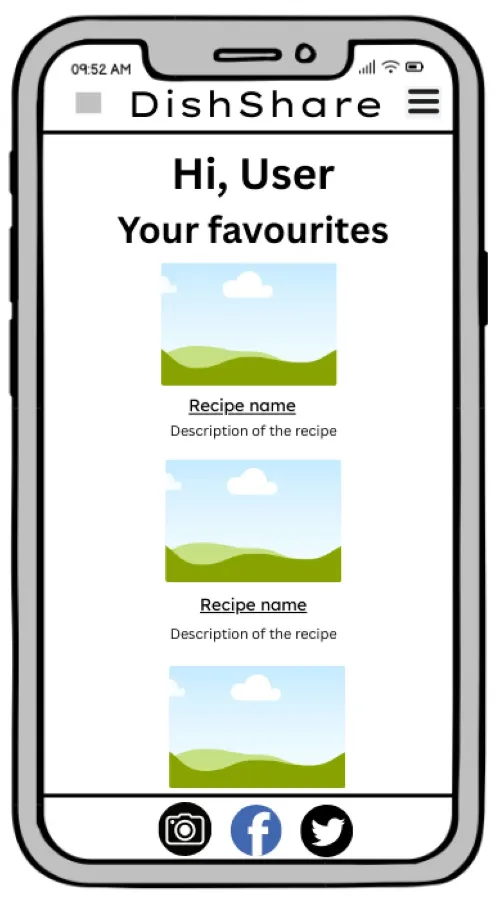 09:52 AM
DishShare
Hi, User
Your favourites
Recipe name
Description of the recipe
Recipe name
Description of the recipe